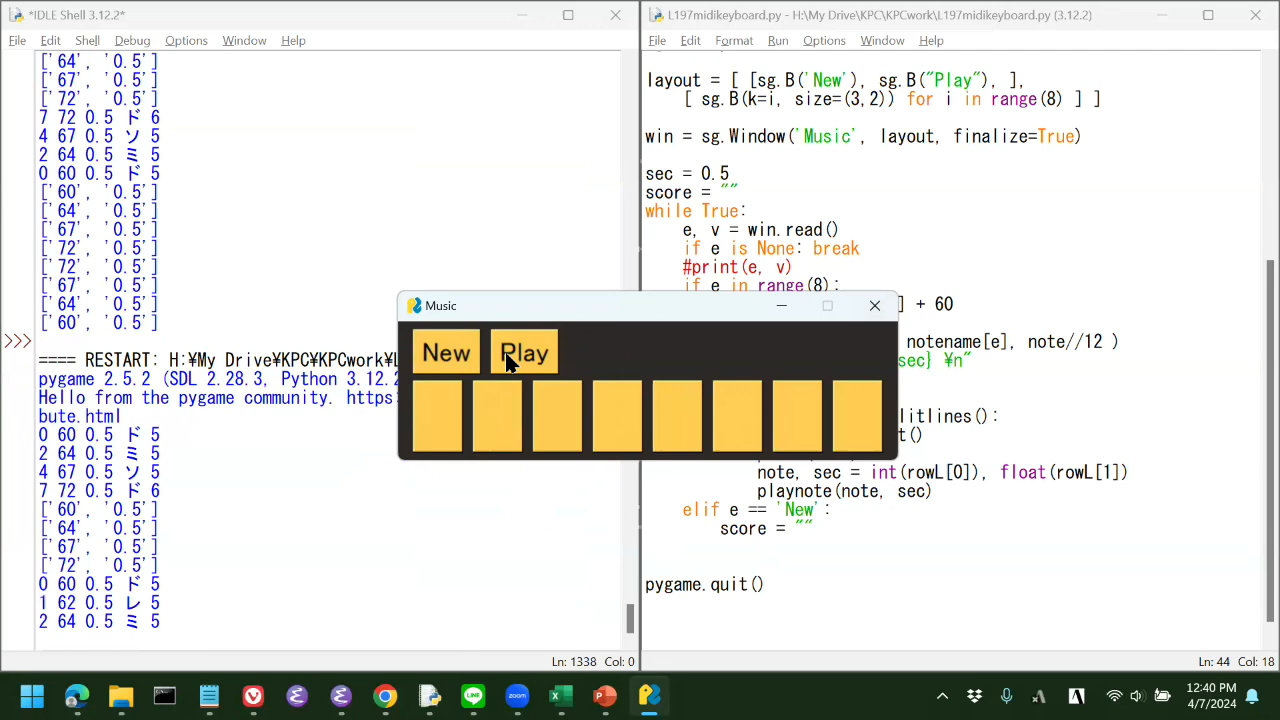 *IDLE Shell 3.12.2*
File Edit Shell Debug Options Window Help
['64', '0.5']
['67', '0.5']
['72', '0.5']
7 72 0.5 ド 6
4 67 0.5 ソ 5
2 64 0.5 ミ 5
0 60 0.5 ド 5
['60', '0.5']
['64', '0.5']
['67', '0.5']
['72', '0.5']
['72', '0.5']
['67', '0.5']
['64', '0.5']
['60', '0.5']
>>>
==== RESTART: H:¥My Drive¥KPC¥KPCwork¥L
pygame 2.5.2 (SDL 2.28.3, Python 3.12.2
Hello from the pygame community. https:
bute.html
0 60 0.5 ド 5
2 64 0.5 ミ 5
4 67 0.5 ソ 5
7 72 0.5 ド 6
['60', '0.5']
['64', '0.5']
['67', '0.5']
['72', '0.5']
0 60 0.5 ド 5
1 62 0.5 レ 5
2 64 0.5 ミ 5
Ln: 1338 Col: 0
L197midikeyboard.py - H:\My Drive\KPC\KPCwork\L197midikeyboard.py (3.12.2)
File Edit Format Run Options Window Help
layout = [ [sg.B('New'), sg.B("Play"), ],
[ sg.B(k=i, size=(3,2)) for i in range(8) ] ]
win = sg.Window('Music', layout, finalize=True)
sec = 0.5
score = ""
while True:
e, v = win.read()
if e is None: break
#print(e, v)
if e in range(8):
] + 60
notename[e], note//12 )
sec} ¥n"
litlines():
t()
note, sec = int(rowL[0]), float(rowL[1])
playnote(note, sec)
elif e == 'New':
score = ""
pygame.quit()
Ln: 44 Col: 18
Music
New Play
12:40 PM
4/7/2024